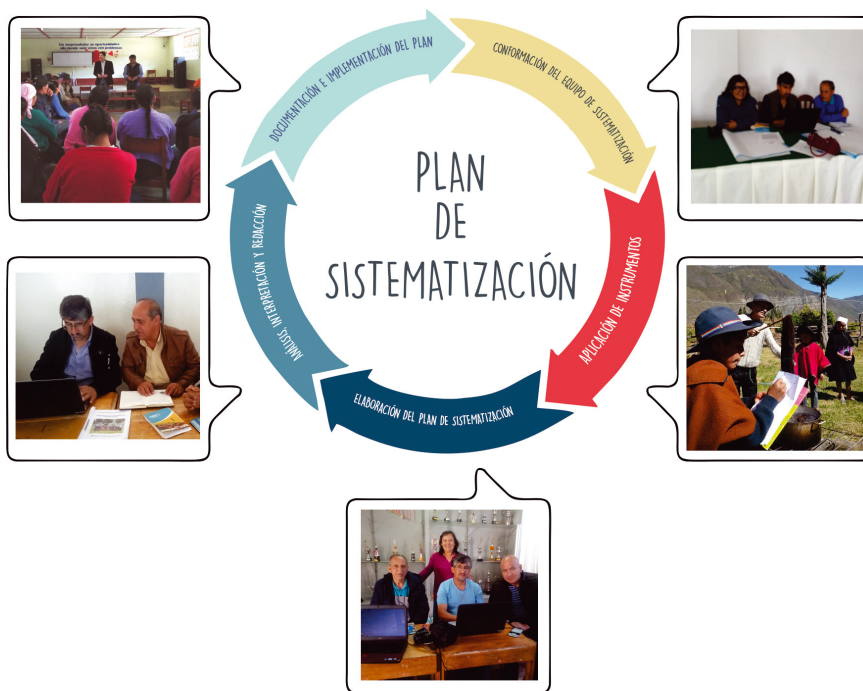 PLAN
DE
SISTEMATIZACIÓN
CONFORMACIÓN DEL EQUIPO DE SISTEMATIZACIÓN
APLICACIÓN DE INSTRUMENTOS
ELABORACIÓN DEL PLAN DE SISTEMATIZACIÓN
ANÁLISIS, INTERPRETACIÓN Y REDACCIÓN
DOCUMENTACIÓN E IMPLEMENTACIÓN DEL PLAN